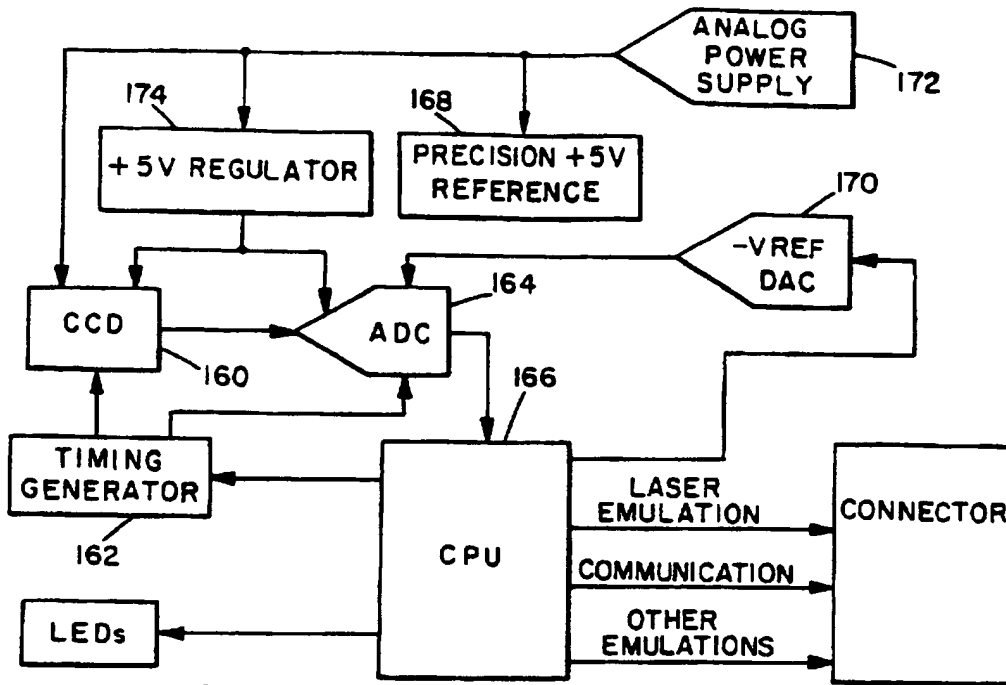 ANALOG
POWER
SUPPLY
172
174
+5V REGULATOR
168
PRECISION +5V
REFERENCE
170
-VREF
DAC
CCD
160
164
ADC
166
TIMING
GENERATOR
162
CPU
LASER
EMULATION
COMMUNICATION
OTHER
EMULATIONS
CONNECTOR
LEDs